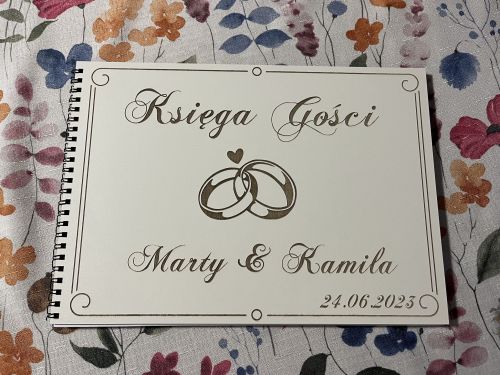 Księga Gości
Marty & Kamila
24.06.2023